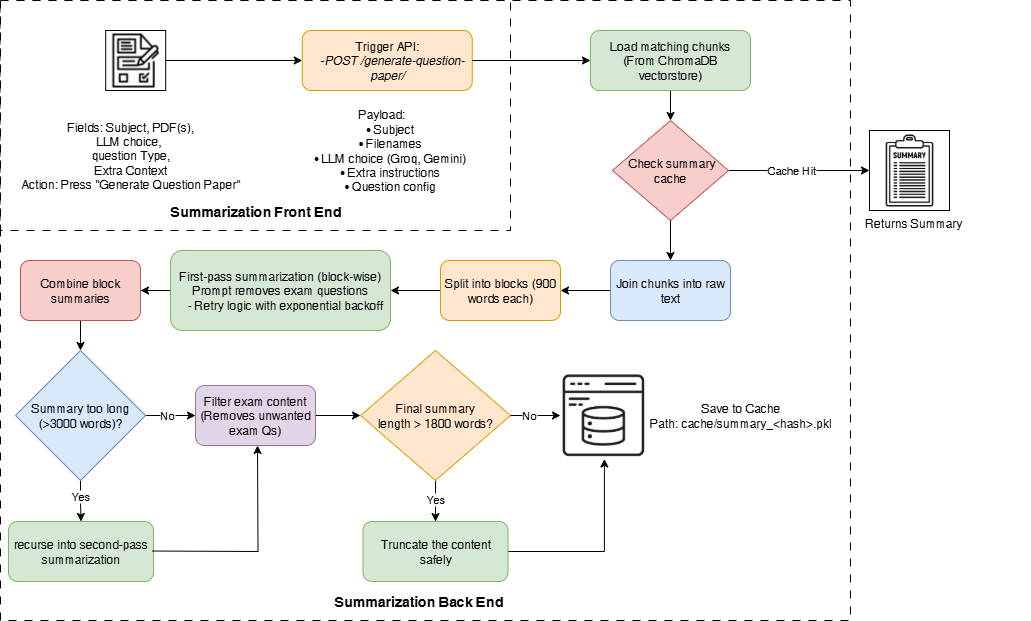 Trigger API:
-POST /generate-question-
paper/
Load matching chunks
(From ChromaDB
vectorstore)
Fields: Subject, PDF(s),
LLM choice,
question Type,
Extra Context
Action: Press "Generate Question Paper"
Payload:
• Subject
• Filenames
• LLM choice (Groq, Gemini)
• Extra instructions
• Question config
Summarization Front End
Check summary
cache
Cache Hit
SUMMARY
Returns Summary
Combine block
summaries
First-pass summarization (block-wise)
Prompt removes exam questions
- Retry logic with exponential backoff
Split into blocks (900
words each)
Join chunks into raw
text
Summary too long
(>3000 words)?
No
Filter exam content
(Removes unwanted
exam Qs)
Final summary
length > 1800 words?
No
Save to Cache
Path: cache/summary_<hash>.pkl
Yes
Yes
recurse into second-pass
summarization
Truncate the content
safely
Summarization Back End